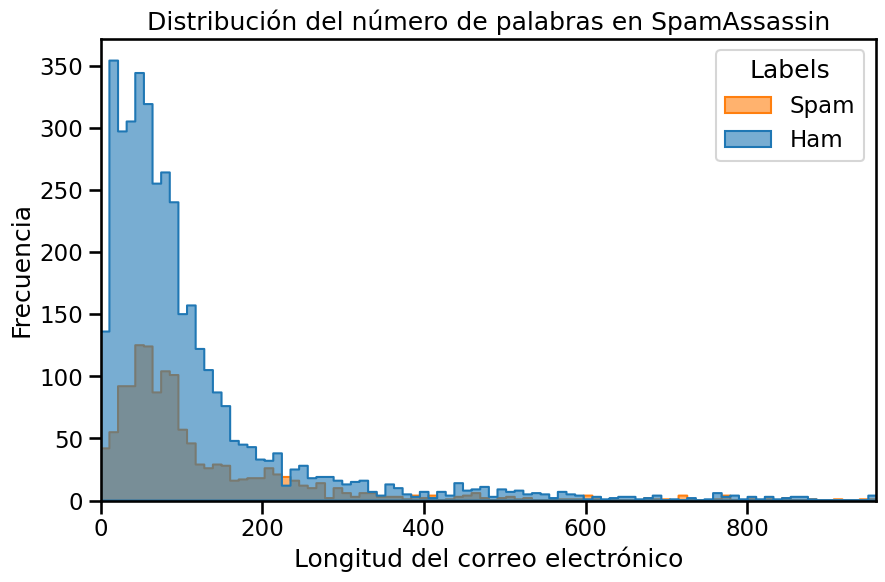 Distribución del número de palabras en SpamAssassin
Labels
Spam
Ham
Frecuencia
350
300
250
200
150
100
50
0
0 200 400 600 800
Longitud del correo electrónico